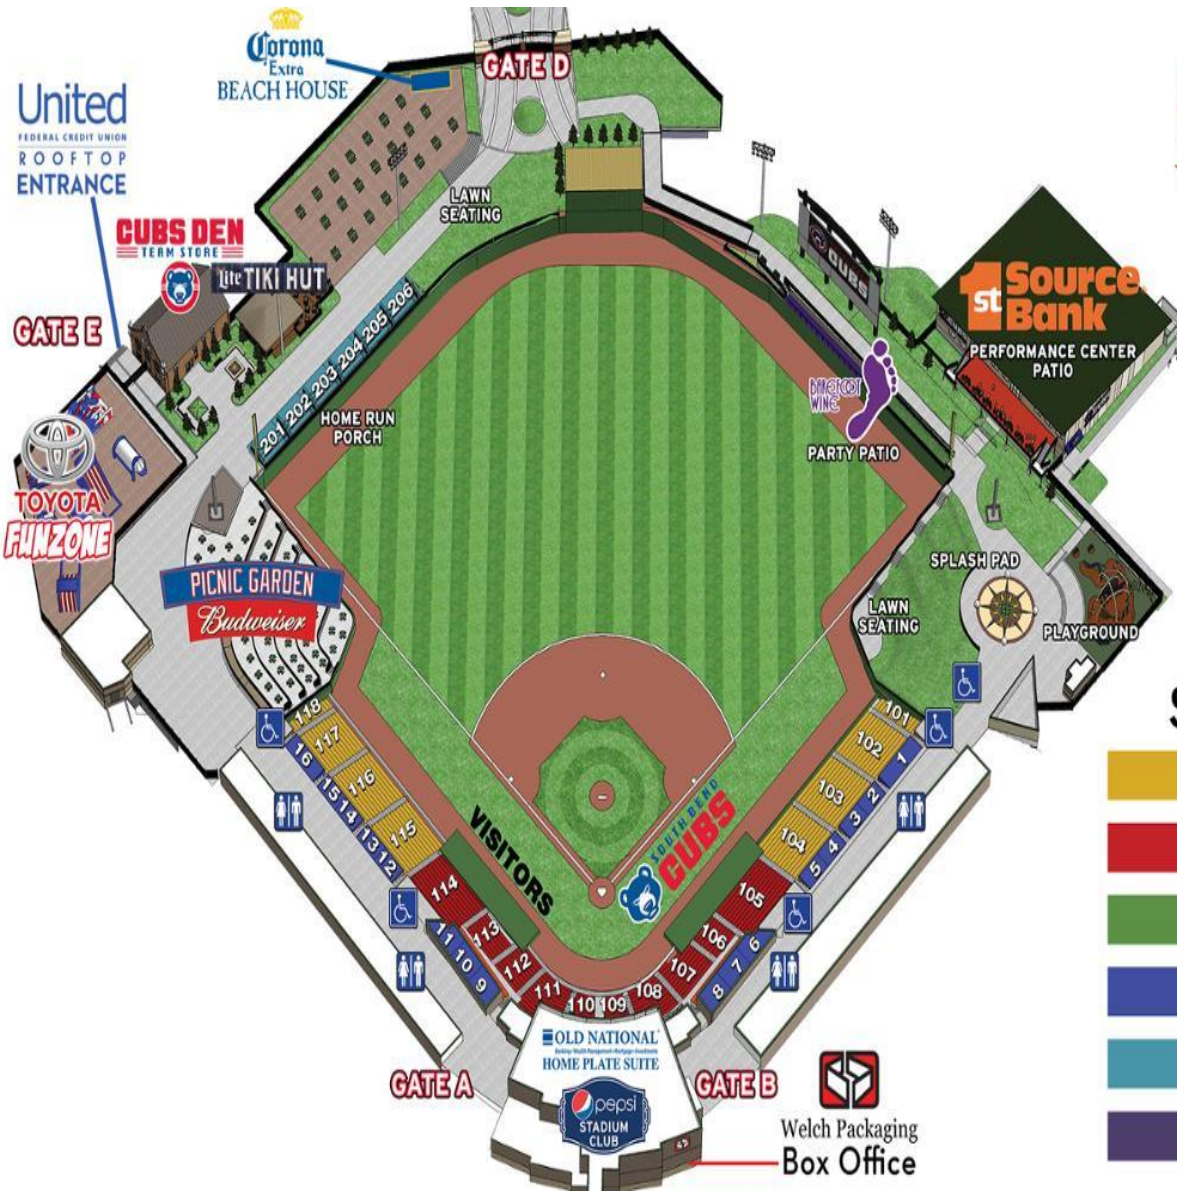 Corona
Extra
BEACH HOUSE
GATE D
United
FEDERAL CREDIT UNION
ROOFTOP
ENTRANCE
LAWN
SEATING
CUBS DEN
TEAM STORE
Lite TIKI HUT
CUBS
1st Source
Bank
PERFORMANCE CENTER
PATIO
GATE E
206
205
204
203
202
201
HOME RUN
PORCH
BAREFOOT
WINE
PARTY PATIO
TOYOTA
FUNZONE
PICNIC GARDEN
Budweiser
SPLASH PAD
LAWN
SEATING
PLAYGROUND
118
117
116
115
114
113
112
111
110
109
108
107
106
105
104
103
102
101
16
15
14
13
12
11
10
9
8
7
6
5
4
3
2
1
VISITORS
SOUTH BEND
CUBS
S
OLD NATIONAL
HOME PLATE SUITE
GATE A
GATE B
pepsi
STADIUM
CLUB
Welch Packaging
Box Office